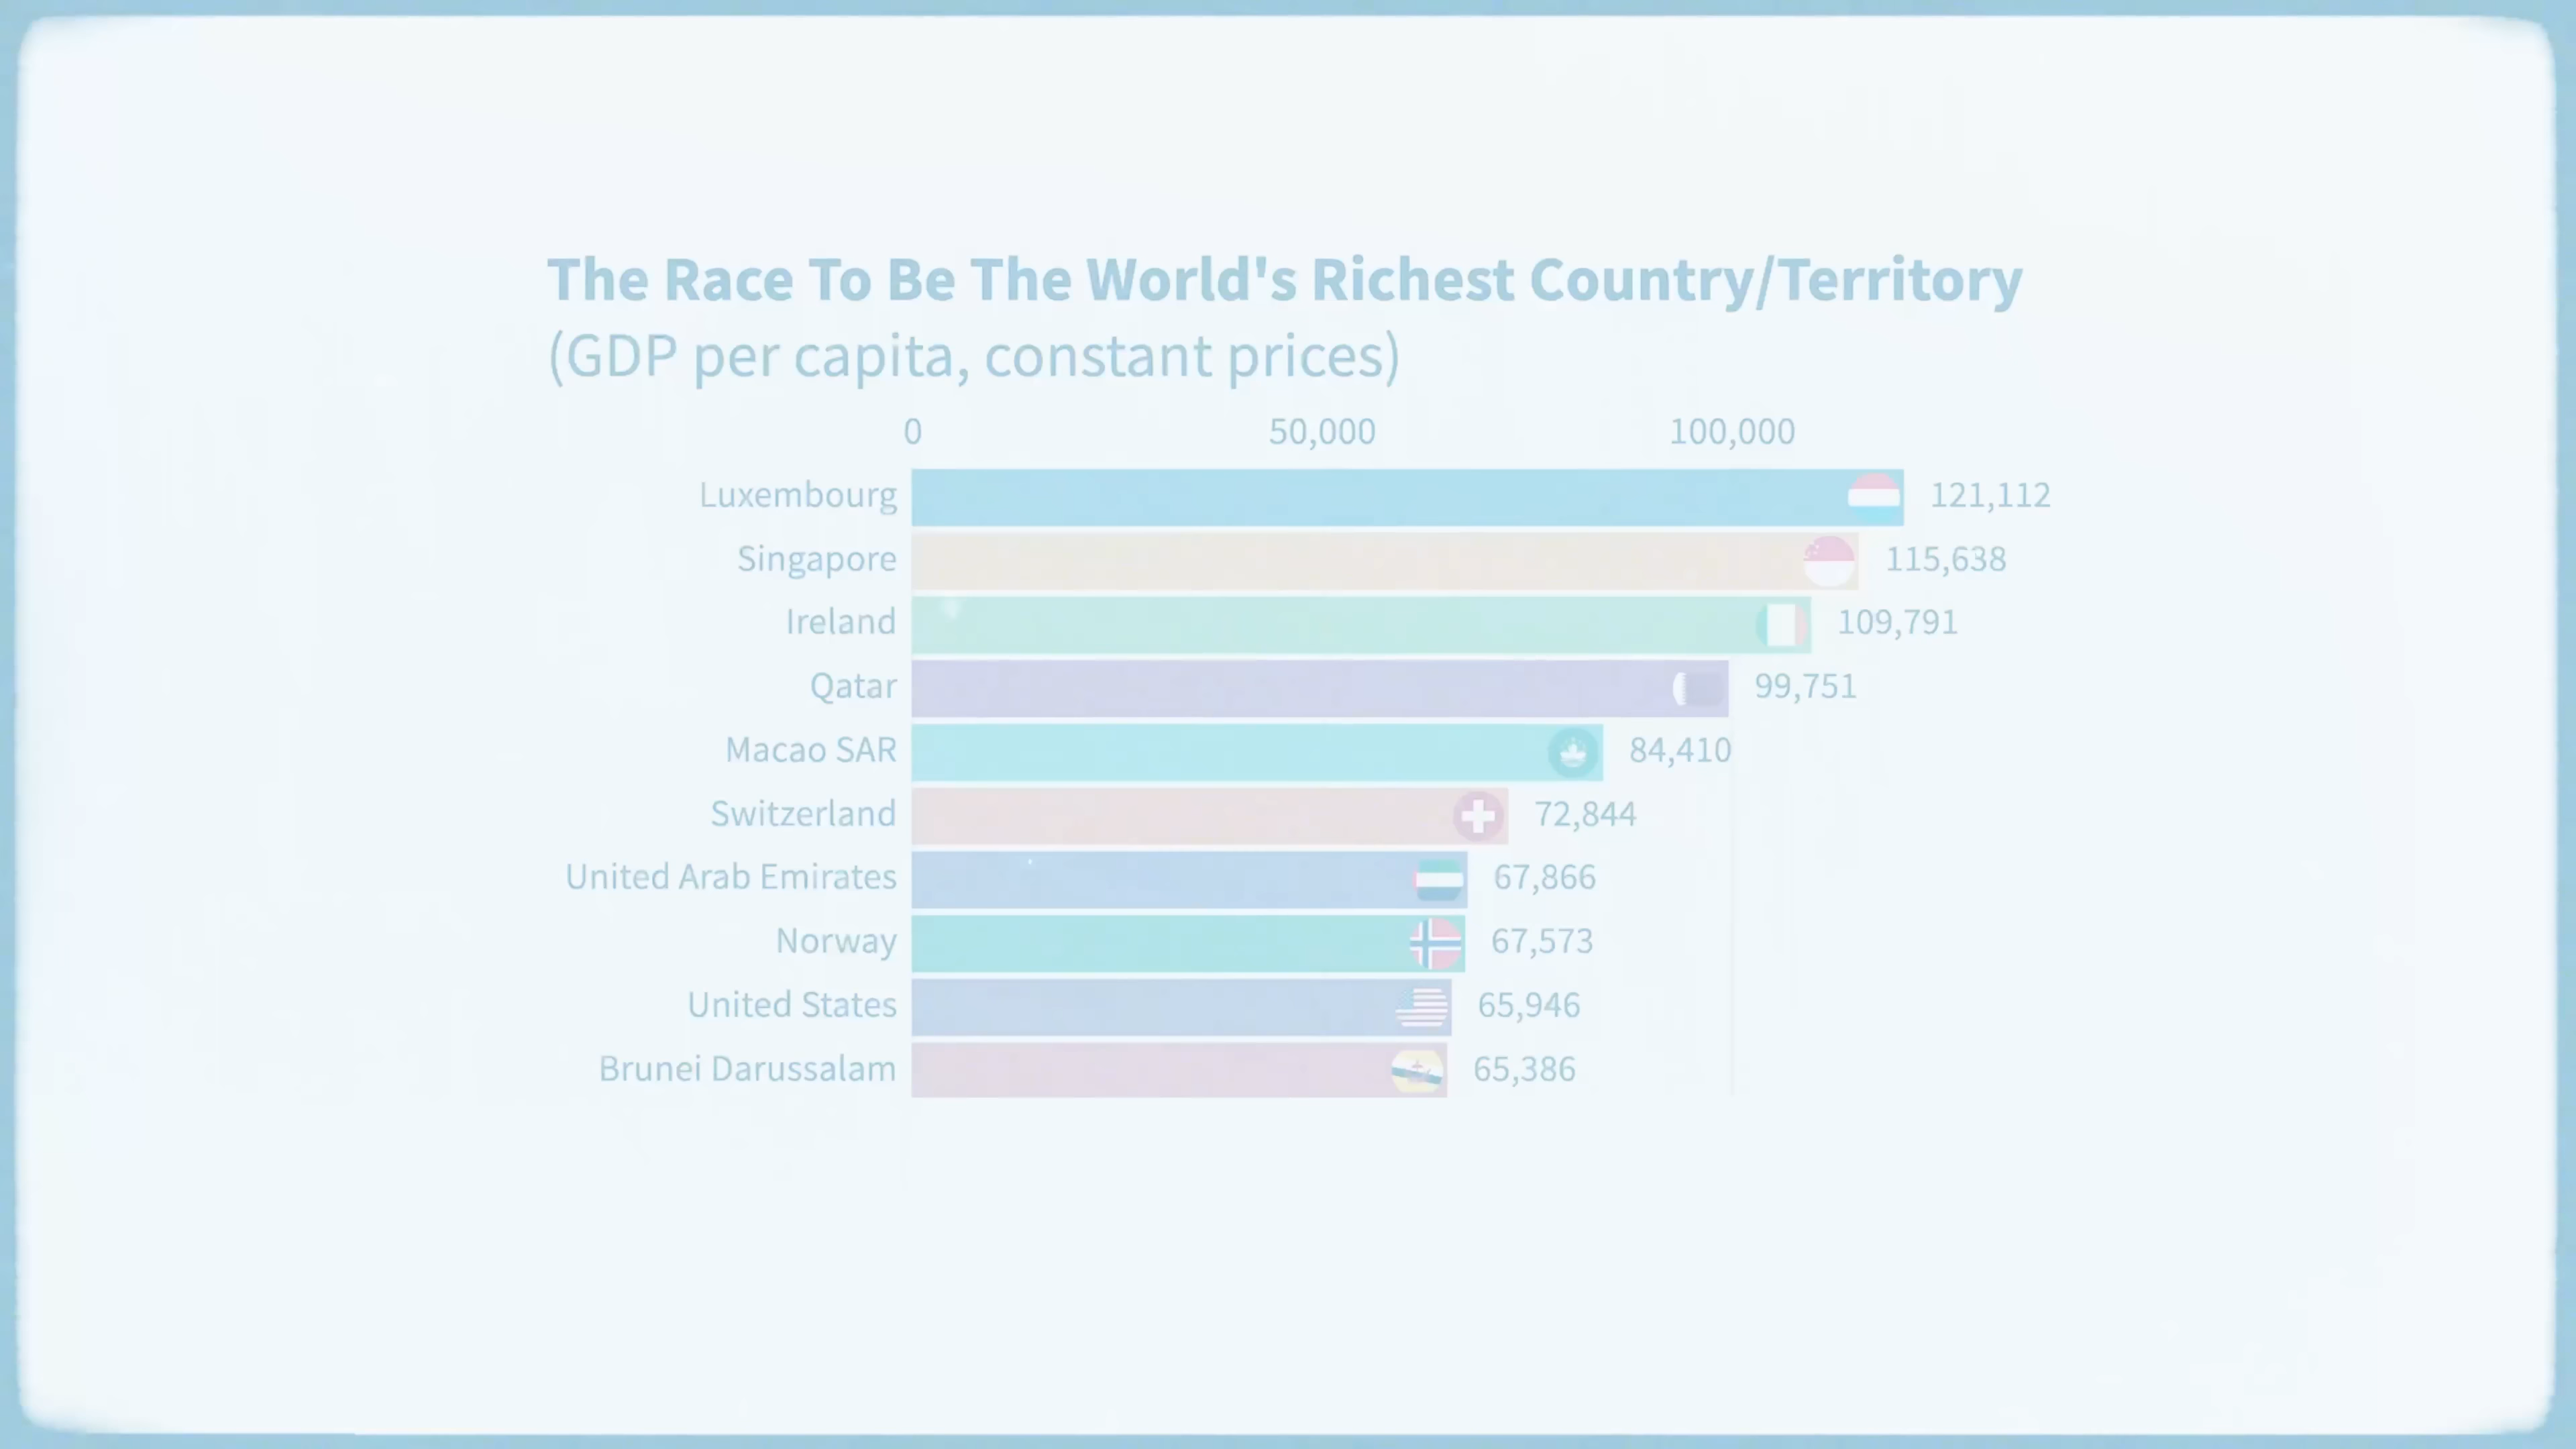 The Race To Be The World's Richest Country/Territory
(GDP per capita, constant prices)
0 50,000 100,000
Luxembourg 121,112
Singapore 115,638
Ireland 109,791
Qatar 99,751
Macao SAR 84,410
Switzerland 72,844
United Arab Emirates 67,866
Norway 67,573
United States 65,946
Brunei Darussalam 65,386